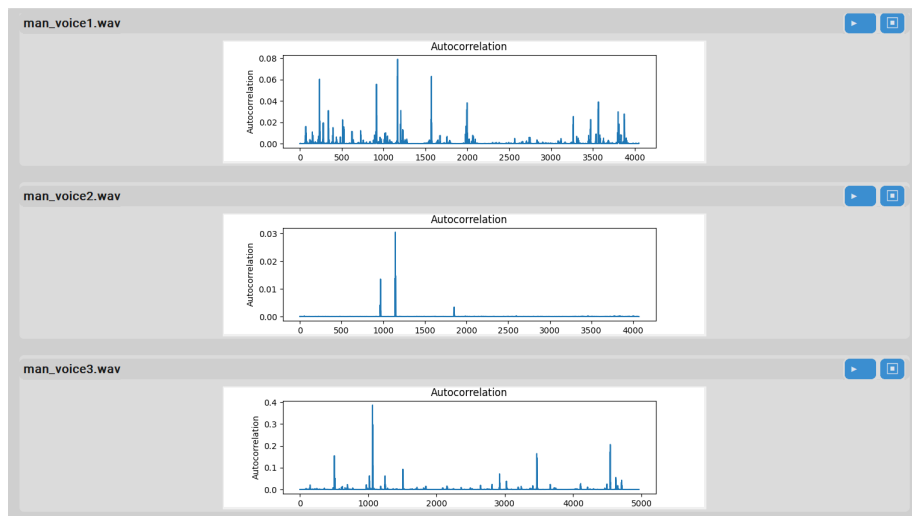 man_voice1.wav
Autocorrelation
Autocorrelation
0.08
0.06
0.04
0.02
0.00
0 500 1000 1500 2000 2500 3000 3500 4000
man_voice2.wav
Autocorrelation
Autocorrelation
0.03
0.02
0.01
0.00
0 500 1000 1500 2000 2500 3000 3500 4000
man_voice3.wav
Autocorrelation
Autocorrelation
0.4
0.3
0.2
0.1
0.0
0 1000 2000 3000 4000 5000